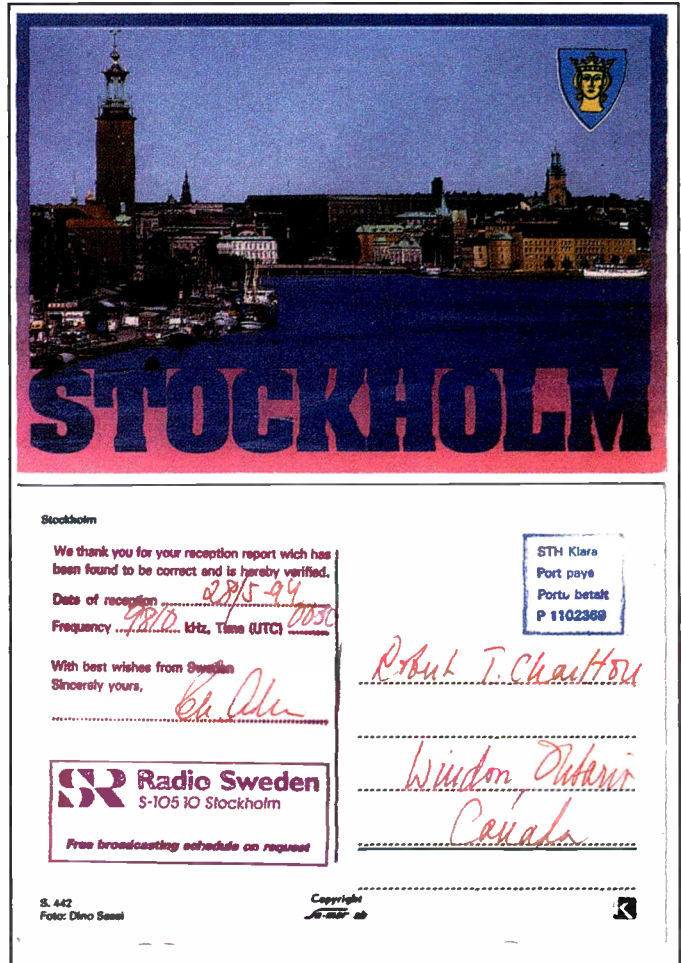 STOCKHOLM
Stockholm
We thank you for your reception report wich has
been found to be correct and is hereby verified.
Date of reception 28/5-94
Frequency 9810 kHz, Time (UTC) 0030
With best wishes from Sweden
Sincerely yours,
SR Radio Sweden
S-105 10 Stockholm
Free broadcasting schedule on request
STH Klara
Port payé
Porto betalt
P 1102369
Robert T. Charlton
Windsor, Ontario
Canada
S. 442
Foto: Dino Sassi
Copyright
K